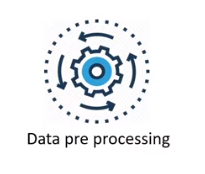 Data pre processing